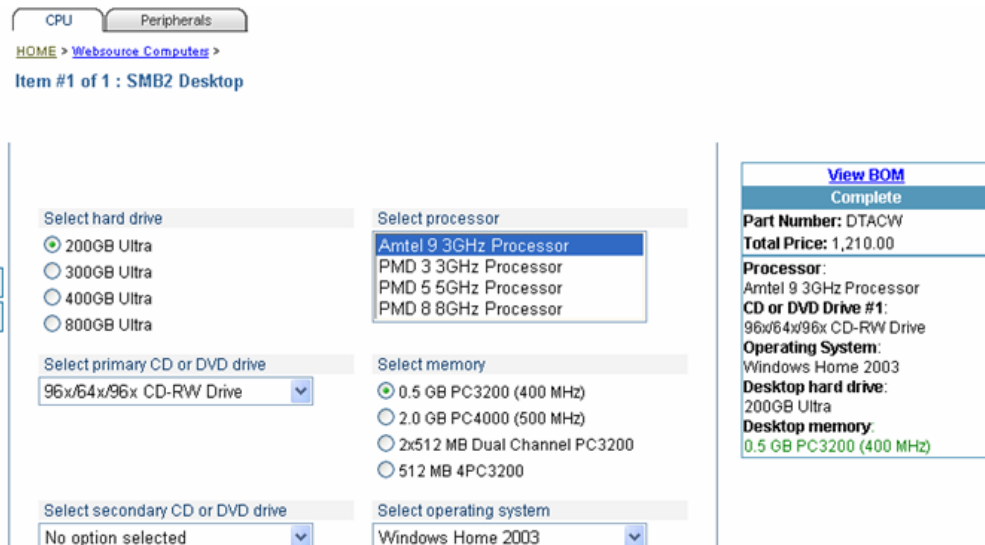 CPU
Peripherals
HOME > Websource Computers >
Item #1 of 1 : SMB2 Desktop
Select hard drive
200GB Ultra
300GB Ultra
400GB Ultra
800GB Ultra
Select processor
Amtel 9 3GHz Processor
PMD 3 3GHz Processor
PMD 5 5GHz Processor
PMD 8 8GHz Processor
Select primary CD or DVD drive
96x/64x/96x CD-RW Drive
Select memory
0.5 GB PC3200 (400 MHz)
2.0 GB PC4000 (500 MHz)
2x512 MB Dual Channel PC3200
512 MB 4PC3200
Select secondary CD or DVD drive
No option selected
Select operating system
Windows Home 2003
View BOM
Complete
Part Number: DTACW
Total Price: 1,210.00
Processor:
Amtel 9 3GHz Processor
CD or DVD Drive #1:
96x/64x/96x CD-RW Drive
Operating System:
Windows Home 2003
Desktop hard drive:
200GB Ultra
Desktop memory:
0.5 GB PC3200 (400 MHz)